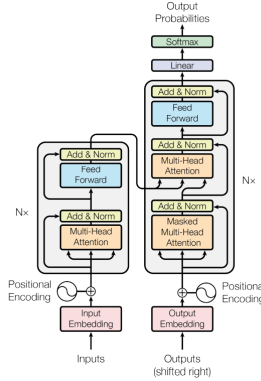 Output
Probabilities
Softmax
Linear
Add & Norm
Feed
Forward
Add & Norm
Multi-Head
Attention
Add & Norm
Masked
Multi-Head
Attention
N×
Add & Norm
Feed
Forward
Add & Norm
Multi-Head
Attention
N×
Positional
Encoding
Positional
Encoding
Input
Embedding
Output
Embedding
Inputs
Outputs
(shifted right)